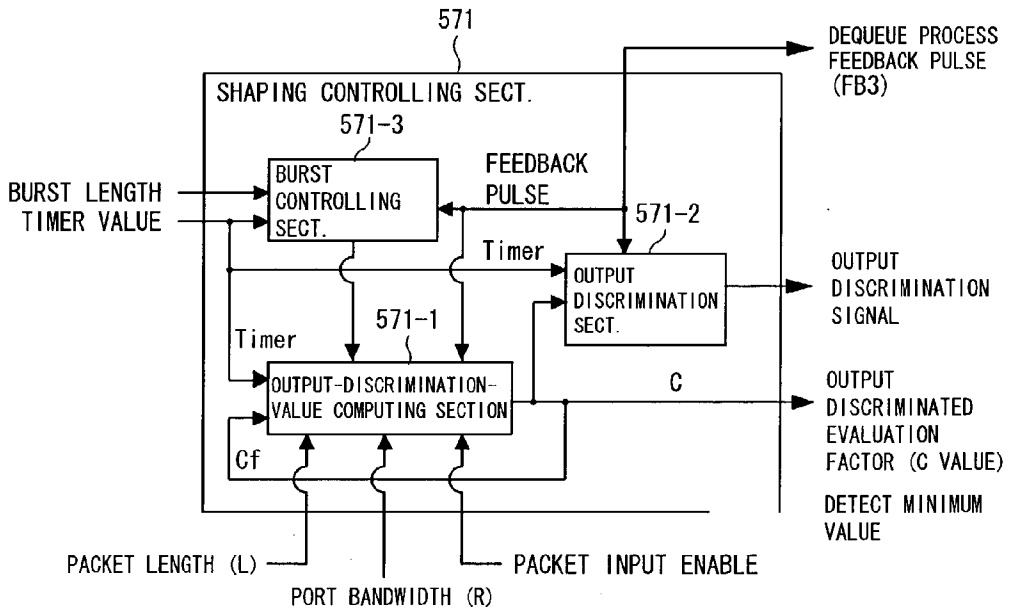 571
DEQUEUE PROCESS
FEEDBACK PULSE
(FB3)
SHAPING CONTROLLING SECT.
571-3
BURST
CONTROLLING
SECT.
FEEDBACK
PULSE
BURST LENGTH
TIMER VALUE
571-2
Timer
OUTPUT
DISCRIMINATION
SECT.
OUTPUT
DISCRIMINATION
SIGNAL
571-1
Timer
OUTPUT-DISCRIMINATION-
VALUE COMPUTING SECTION
C
OUTPUT
DISCRIMINATED
EVALUATION
FACTOR (C VALUE)
Cf
DETECT MINIMUM
VALUE
PACKET LENGTH (L)
PACKET INPUT ENABLE
PORT BANDWIDTH (R)